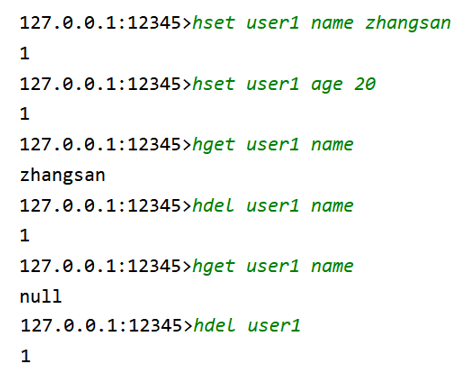 127.0.0.1:12345>hset user1 name zhangsan
1
127.0.0.1:12345>hset user1 age 20
1
127.0.0.1:12345>hget user1 name
zhangsan
127.0.0.1:12345>hdel user1 name
1
127.0.0.1:12345>hget user1 name
null
127.0.0.1:12345>hdel user1
1